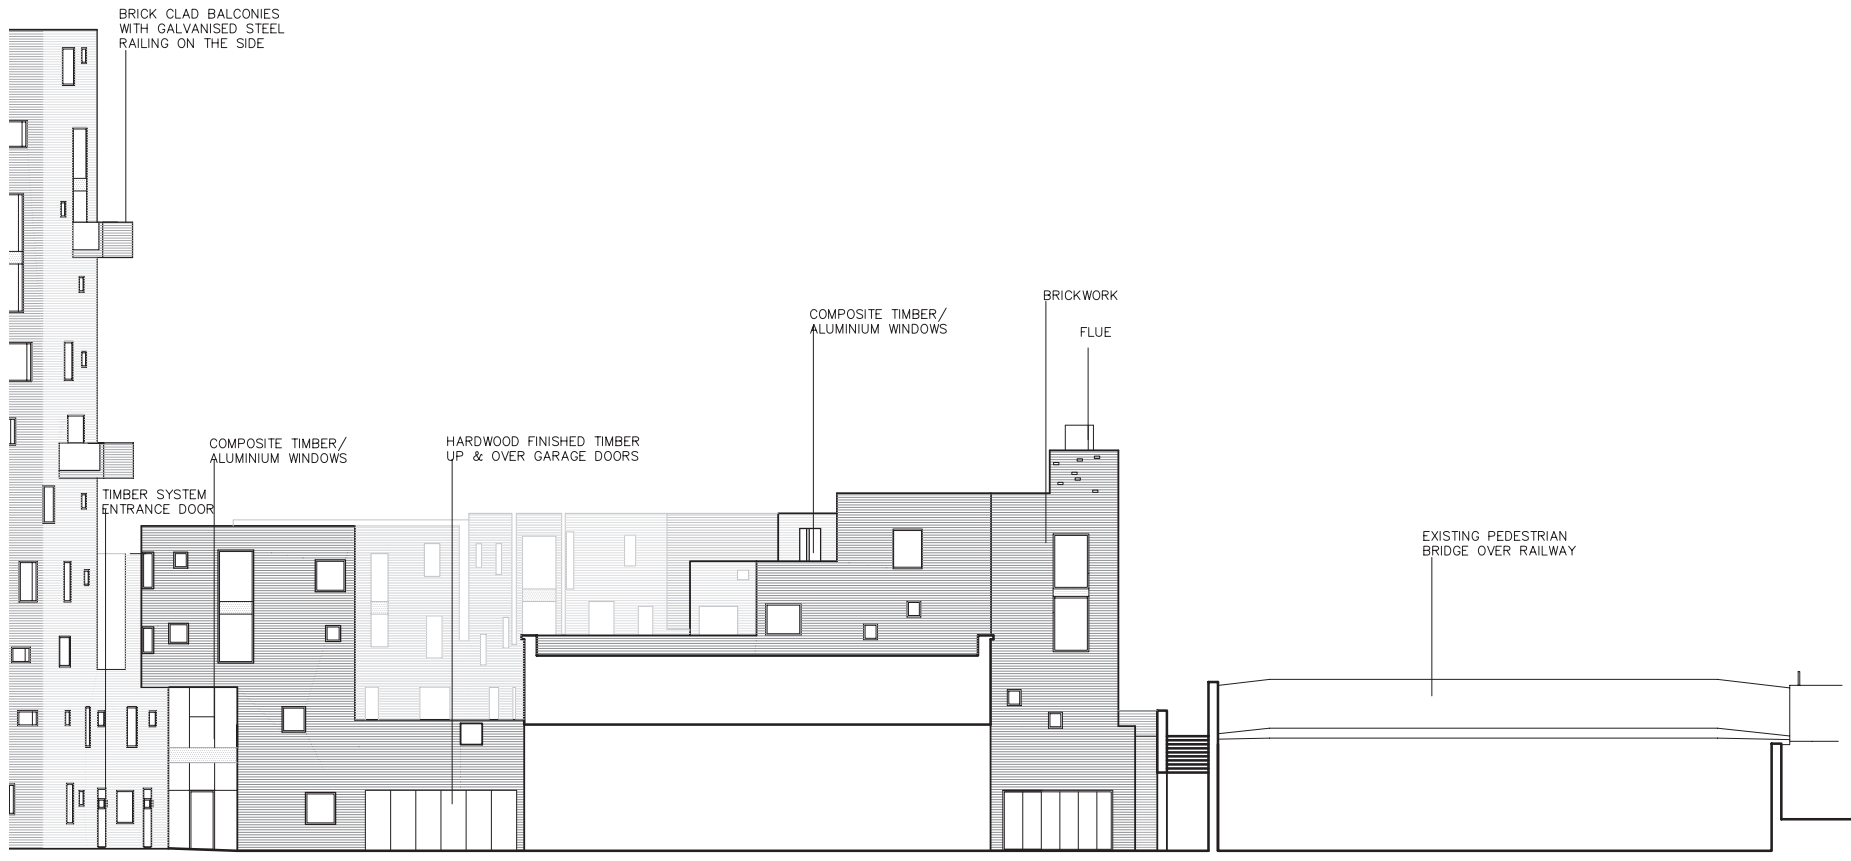 BRICK CLAD BALCONIES
WITH GALVANISED STEEL
RAILING ON THE SIDE
BRICKWORK
COMPOSITE TIMBER/
ALUMINIUM WINDOWS
FLUE
COMPOSITE TIMBER/
ALUMINIUM WINDOWS
HARDWOOD FINISHED TIMBER
UP & OVER GARAGE DOORS
TIMBER SYSTEM
ENTRANCE DOOR
EXISTING PEDESTRIAN
BRIDGE OVER RAILWAY